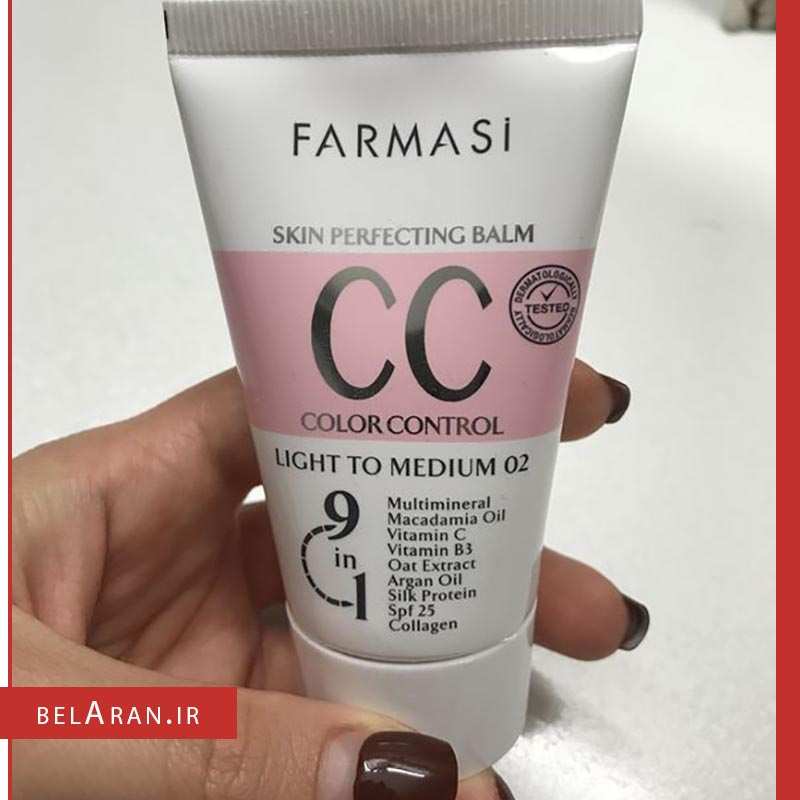 FARMASİ
SKIN PERFECTING BALM
CC
DERMATOLOGICALLY
TESTED
DERMATOLOGICALLY
COLOR CONTROL
LIGHT TO MEDIUM 02
9
in
1
Multimineral
Macadamia Oil
Vitamin C
Vitamin B3
Oat Extract
Argan Oil
Silk Protein
Spf 25
Collagen
BELARAN.IR